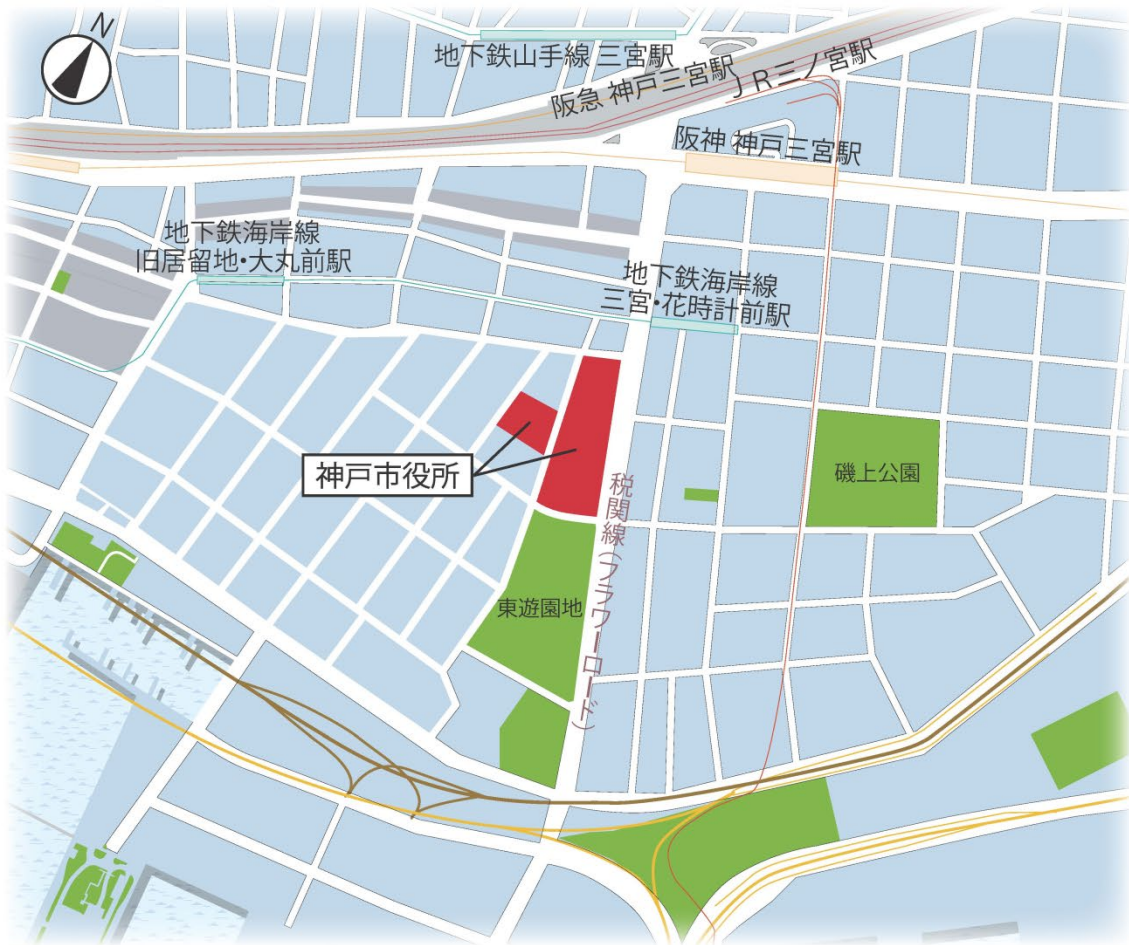 N
地下鉄山手線 三宮駅
阪急 神戸三宮駅
JR三ノ宮駅
阪神 神戸三宮駅
地下鉄海岸線
旧居留地・大丸前駅
地下鉄海岸線
三宮・花時計前駅
神戸市役所
磯上公園
税関線（フラワーロード）
東遊園地